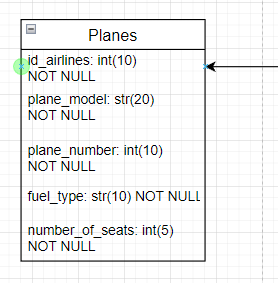 Planes
id_airlines: int(10)
NOT NULL
plane_model: str(20)
NOT NULL
plane_number: int(10)
NOT NULL
fuel_type: str(10) NOT NULL
number_of_seats: int(5)
NOT NULL